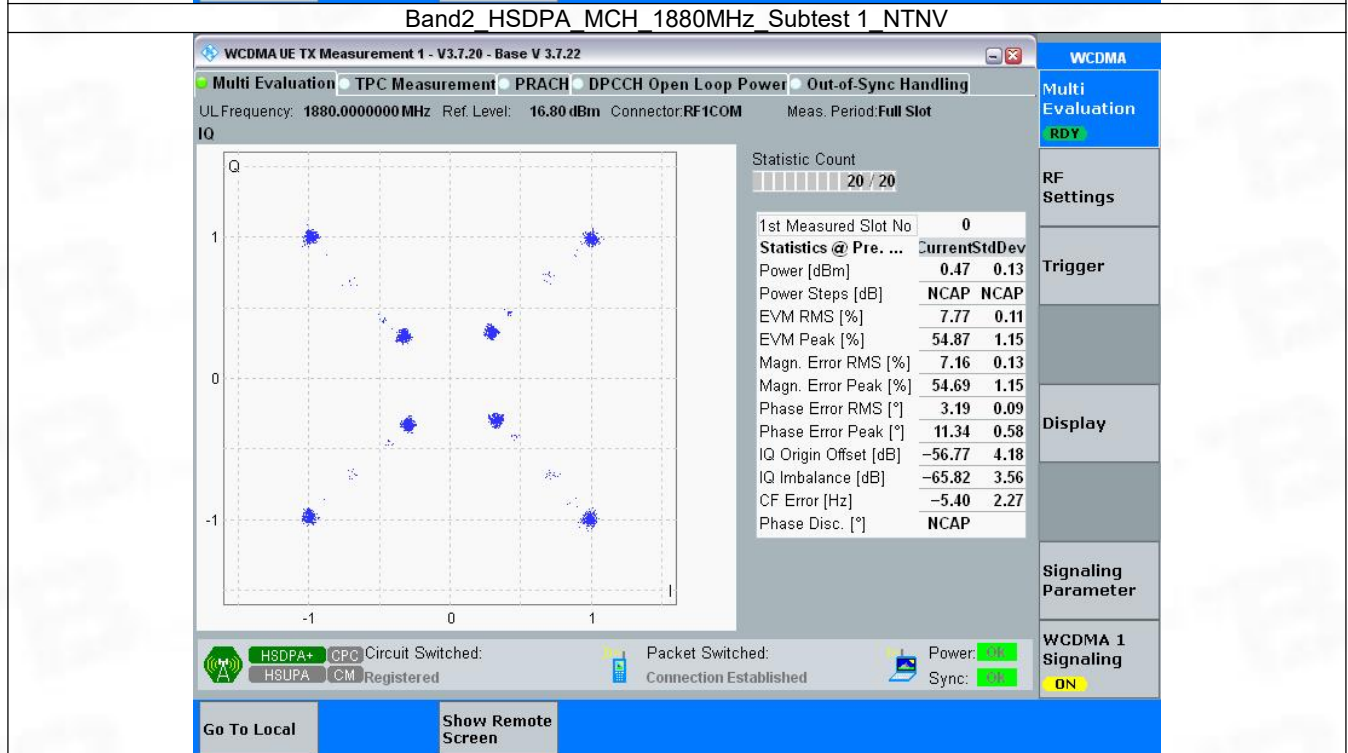 Band2_HSDPA_MCH_1880MHz_Subtest 1_NTNV
WCDMA UE TX Measurement 1 - V3.7.20 - Base V 3.7.22
WCDMA
Multi Evaluation TPC Measurement PRACH DPCCH Open Loop Power Out-of-Sync Handling
Multi
Evaluation
RDY
UL Frequency: 1880.0000000 MHz Ref. Level: 16.80 dBm Connector:RF1COM Meas. Period:Full Slot
IQ
Q
Statistic Count
20 / 20
RF
Settings
1st Measured Slot No 0
Statistics @ Pre. ... CurrentStdDev
Power [dBm] 0.47 0.13
Power Steps [dB] NCAP NCAP
EVM RMS [%] 7.77 0.11
EVM Peak [%] 54.87 1.15
Magn. Error RMS [%] 7.16 0.13
Magn. Error Peak [%] 54.69 1.15
Phase Error RMS [°] 3.19 0.09
Phase Error Peak [°] 11.34 0.58
IQ Origin Offset [dB] −56.77 4.18
IQ Imbalance [dB] −65.82 3.56
CF Error [Hz] −5.40 2.27
Phase Disc. [°] NCAP
Trigger
Display
1
0
-1
I
-1 0 1
Signaling
Parameter
HSDPA+ CPC Circuit Switched: Packet Switched: Power: OK
HSUPA CM Registered Connection Established Sync: OK
WCDMA 1
Signaling
ON
Go To Local
Show Remote
Screen